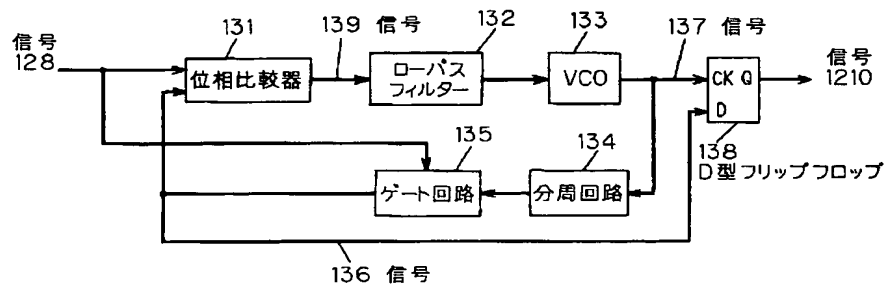 信号
128
131
位相比較器
139 信号
132
ローパス
フィルター
133
VCO
137
信号
CK Q
D
信号
1210
138
D型フリップフロップ
135
ゲート回路
134
分周回路
136 信号